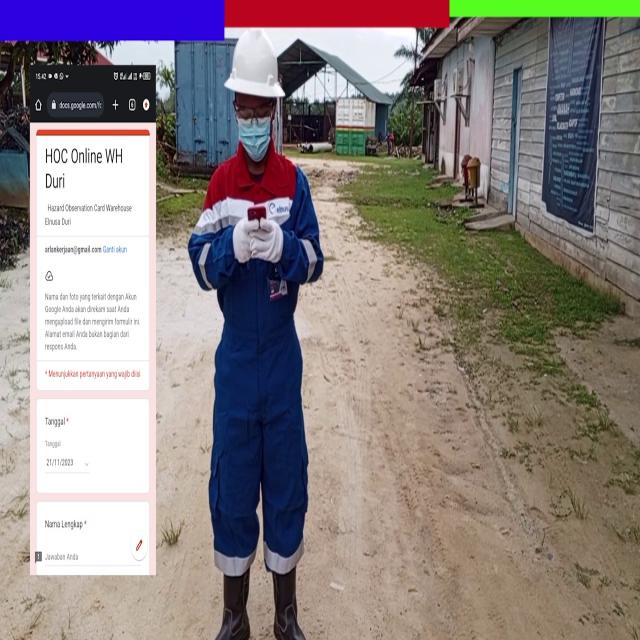 15.42
docs.google.com/fo
HOC Online WH
Duri
Hazard Observation Card Warehouse
Elnusa Duri
arlankerjaan@gmail.com Ganti akun
Nama dan foto yang terkait dengan Akun
Google Anda akan direkam saat Anda
mengupload file dan mengirim formulir ini.
Alamat email Anda bukan bagian dari
respons Anda.
* Menunjukkan pertanyaan yang wajib diisi
Tanggal *
Tanggal
21/11/2023
Nama Lengkap *
Jawaban Anda
elnusa